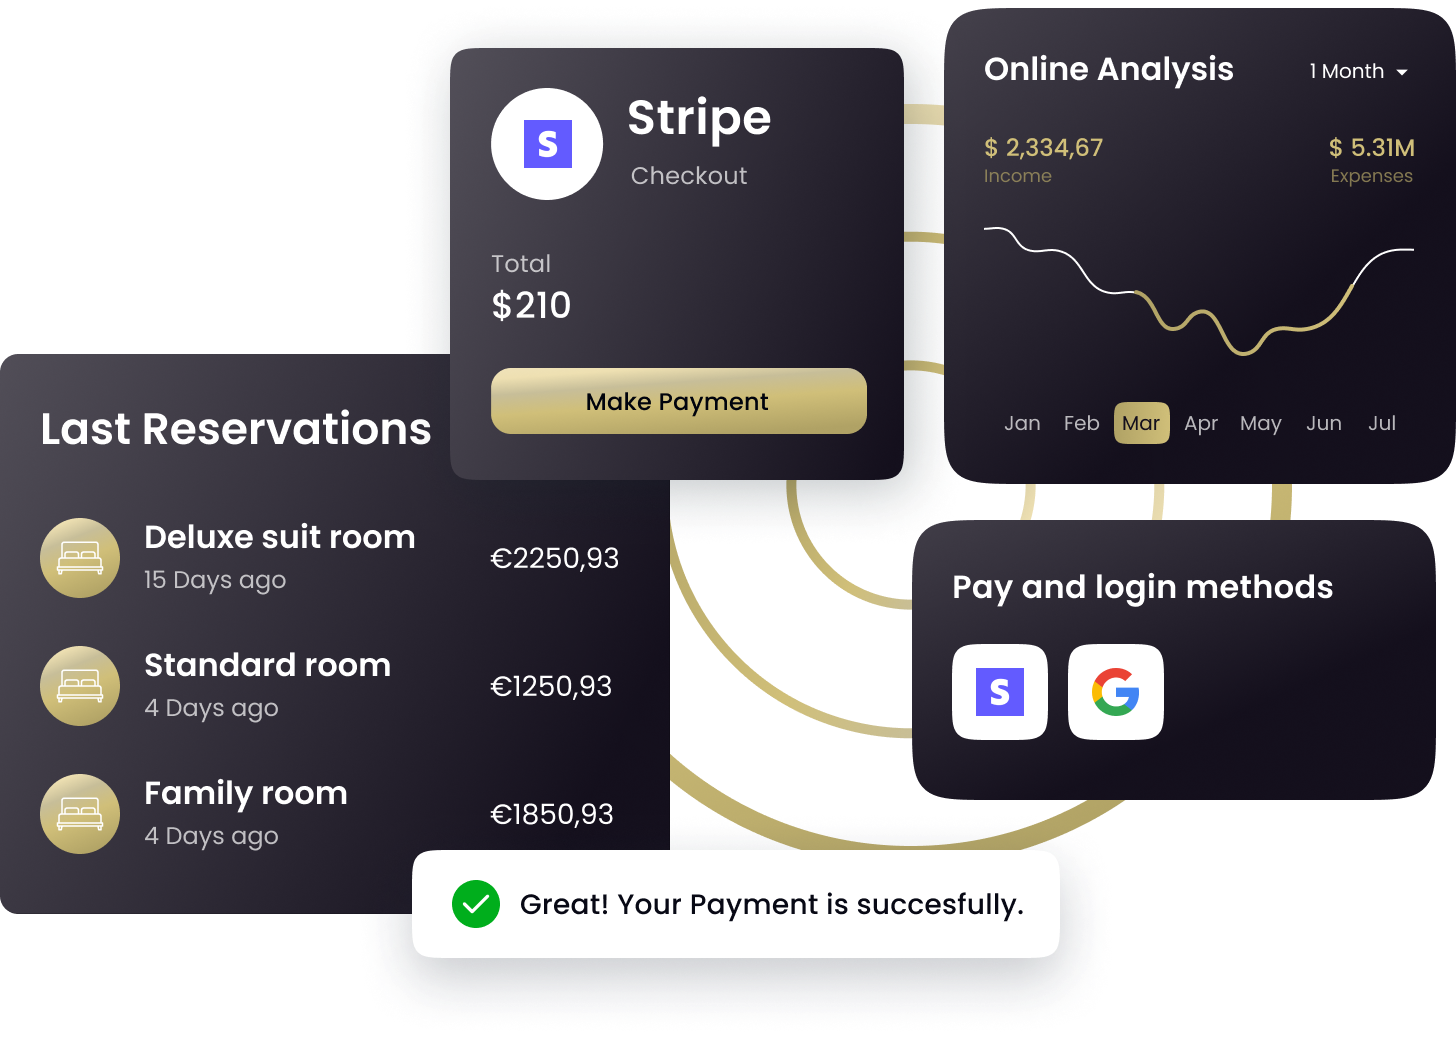 Stripe
Checkout
Total
$210
Make Payment
Online Analysis
1 Month
$ 2,334,67
$ 5.31M
Income
Expenses
Jan Feb Mar Apr May Jun Jul
Last Reservations
Deluxe suit room
15 Days ago
€2250,93
Standard room
4 Days ago
€1250,93
Family room
4 Days ago
€1850,93
Pay and login methods
S
G
Great! Your Payment is succesfully.